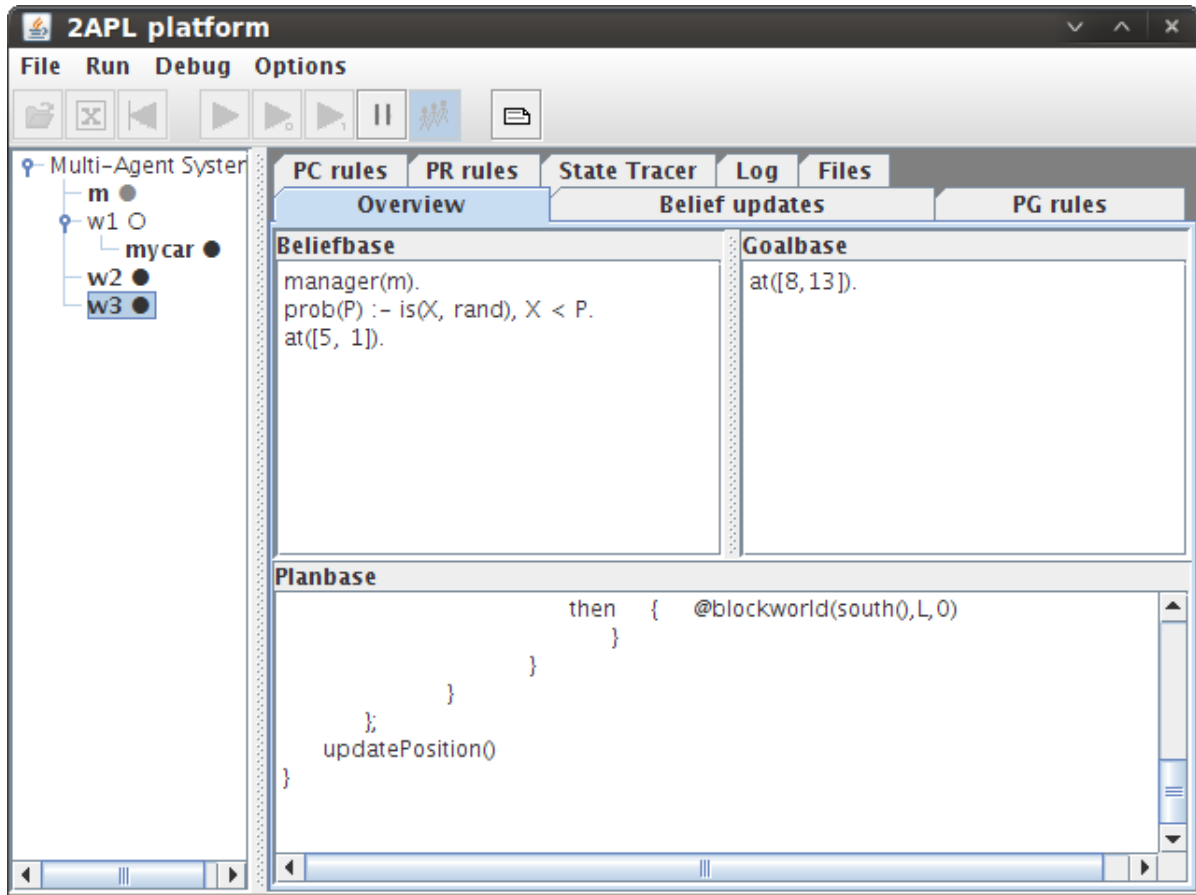 2APL platform
File Run Debug Options
Multi-Agent Syster
m
w1
mycar
w2
w3
PC rules PR rules State Tracer Log Files
Overview Belief updates PG rules
Beliefbase
manager(m).
prob(P) :- is(X, rand), X < P.
at([5, 1]).
Goalbase
at([8,13]).
Planbase
then { @blockworld(south(),L,0)
}
}
}
};
updatePosition()
}